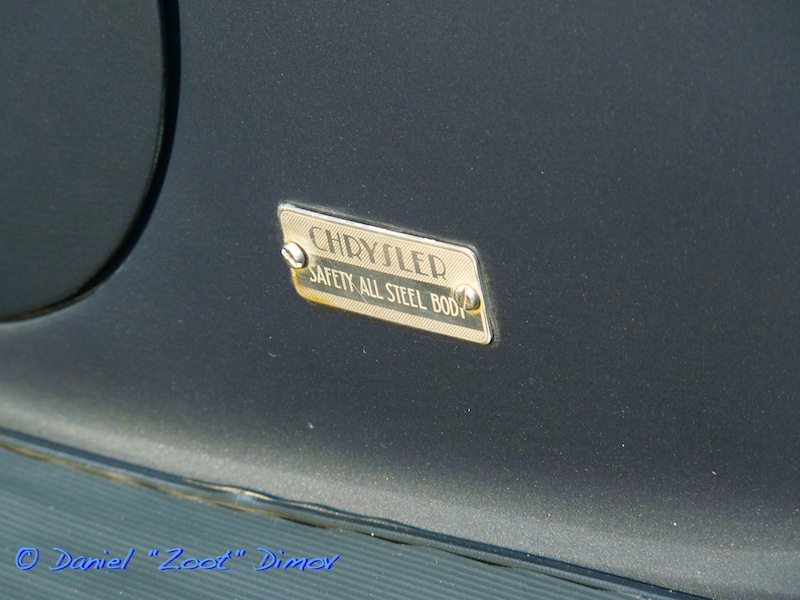 CHRYSLER
SAFETY ALL STEEL BODY
© Daniel "Zoot" Dimov